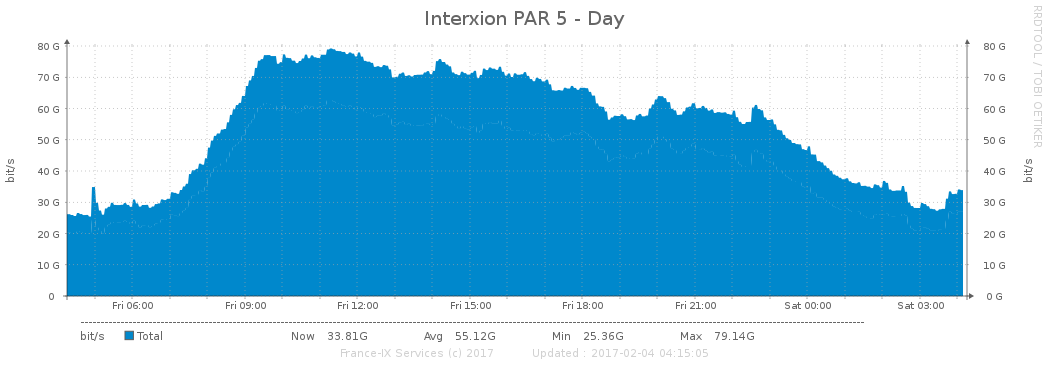 Interxion PAR 5 - Day
RRDTOOL / TOBI OETIKER
bit/s
80 G
70 G
60 G
50 G
40 G
30 G
20 G
10 G
0
80 G
70 G
60 G
50 G
40 G
30 G
20 G
10 G
0 G
bit/s
Fri 06:00 Fri 09:00 Fri 12:00 Fri 15:00 Fri 18:00 Fri 21:00 Sat 00:00 Sat 03:00
bit/s Total Now 33.81G Avg 55.12G Min 25.36G Max 79.14G
France-IX Services (c) 2017 Updated : 2017-02-04 04:15:05